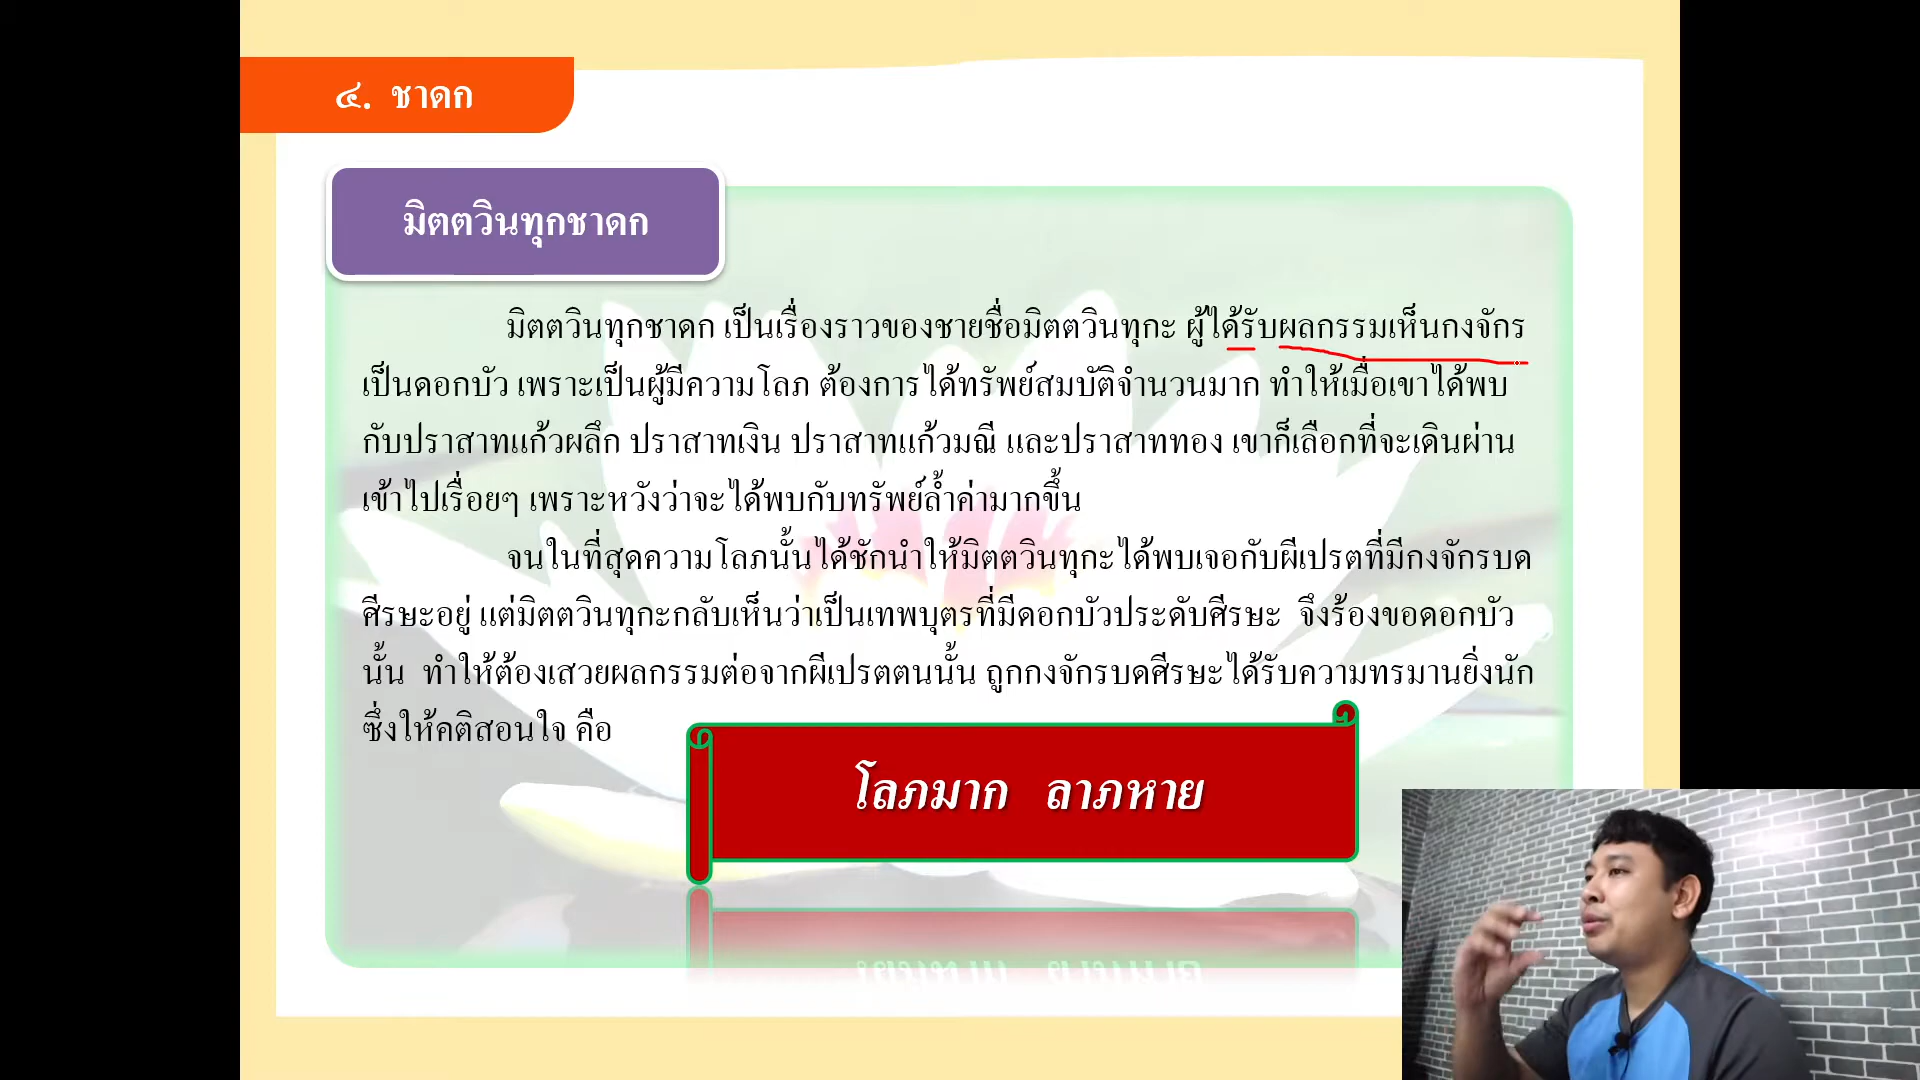 ๔. ชาดก
มิตตวินทุกชาดก
มิตตวินทุกชาดก เป็นเรื่องราวของชายชื่อมิตตวินทุกะ ผู้ได้รับผลกรรมเห็นกงจักร
เป็นดอกบัว เพราะเป็นผู้มีความโลภ ต้องการได้ทรัพย์สมบัติจำนวนมาก ทำให้เมื่อเขาได้พบ
กับปราสาทแก้วผลึก ปราสาทเงิน ปราสาทแก้วมณี และปราสาททอง เขาก็เลือกที่จะเดินผ่าน
เข้าไปเรื่อยๆ เพราะหวังว่าจะได้พบกับทรัพย์ล้ำค่ามากขึ้น
จนในที่สุดความโลภนั้นได้ชักนำให้มิตตวินทุกะได้พบเจอกับผีเปรตที่มีกงจักรบด
ศีรษะอยู่ แต่มิตตวินทุกะกลับเห็นว่าเป็นเทพบุตรที่มีดอกบัวประดับศีรษะ จึงร้องขอดอกบัว
นั้น ทำให้ต้องเสวยผลกรรมต่อจากผีเปรตตนนั้น ถูกกงจักรบดศีรษะได้รับความทรมานยิ่งนัก
ซึ่งให้คติสอนใจ คือ
โลภมาก ลาภหาย